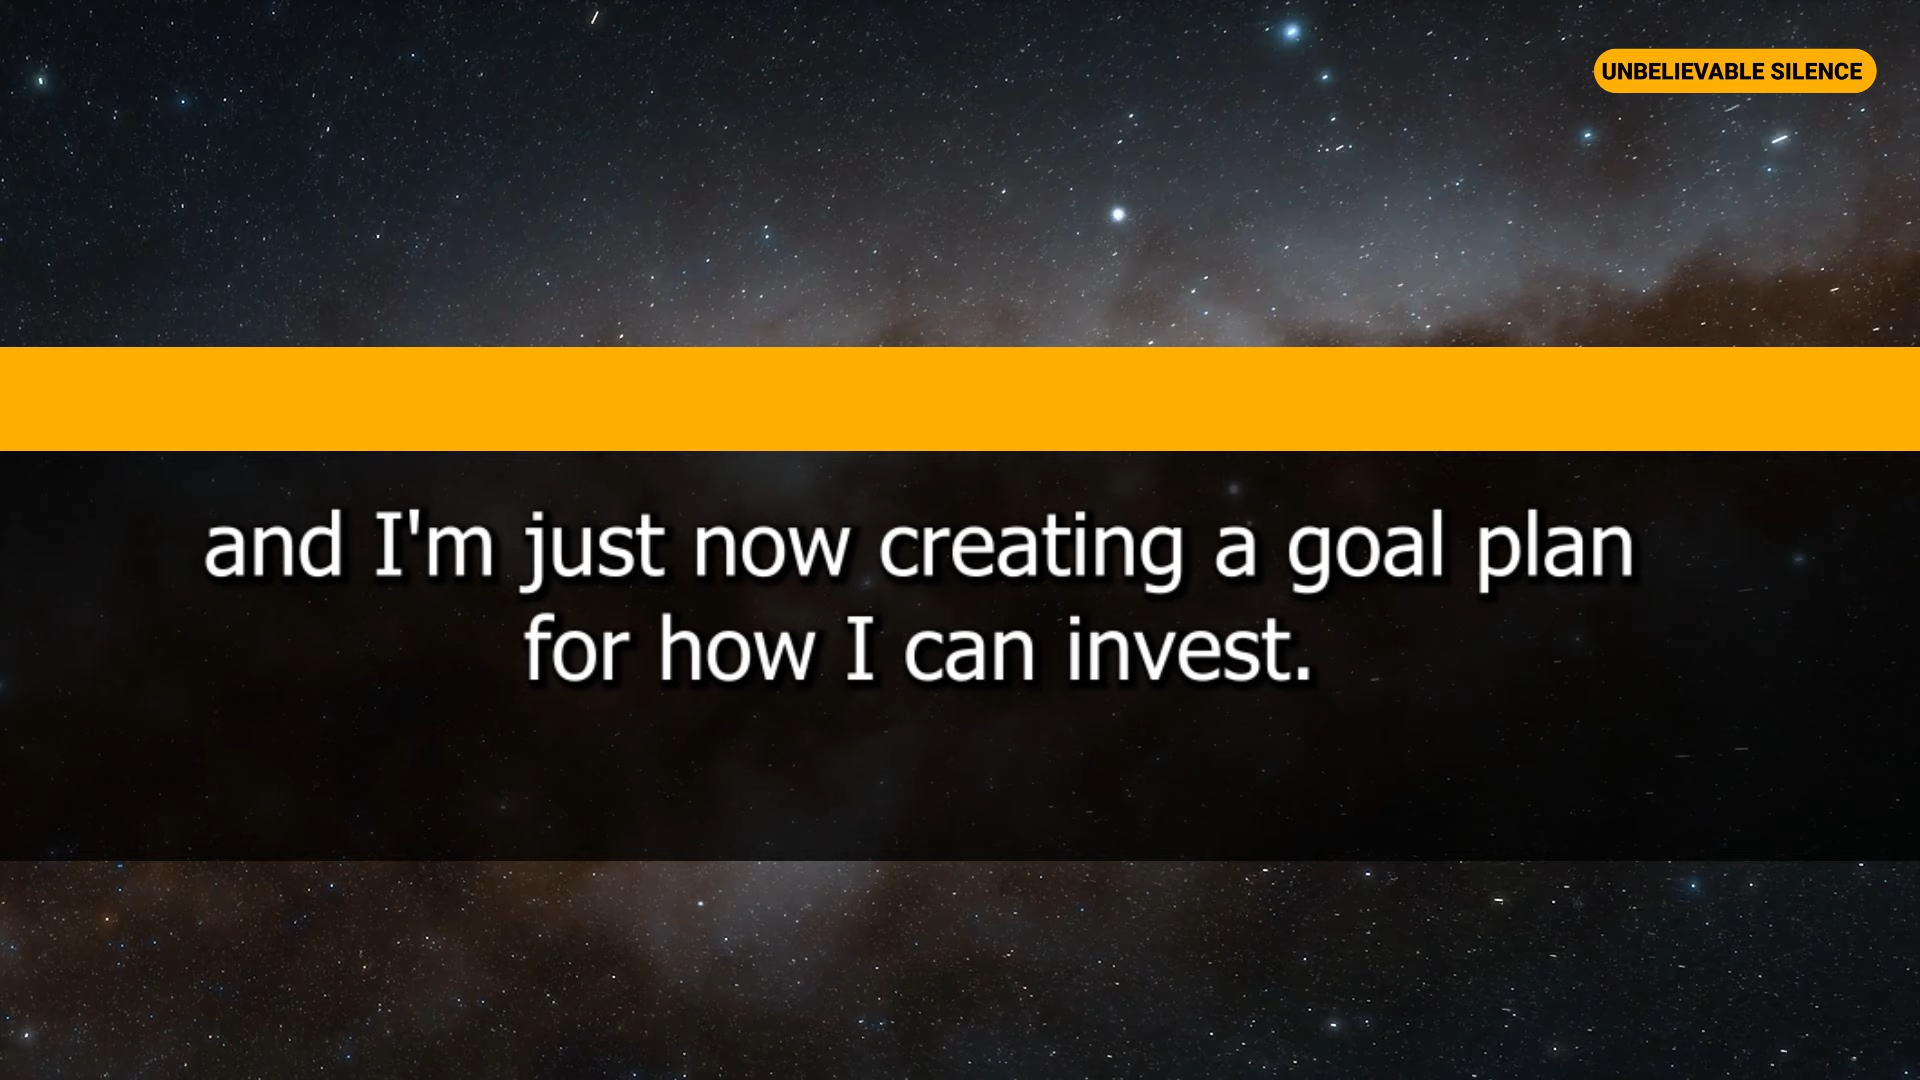 UNBELIEVABLE SILENCE
and I'm just now creating a goal plan
for how I can invest.